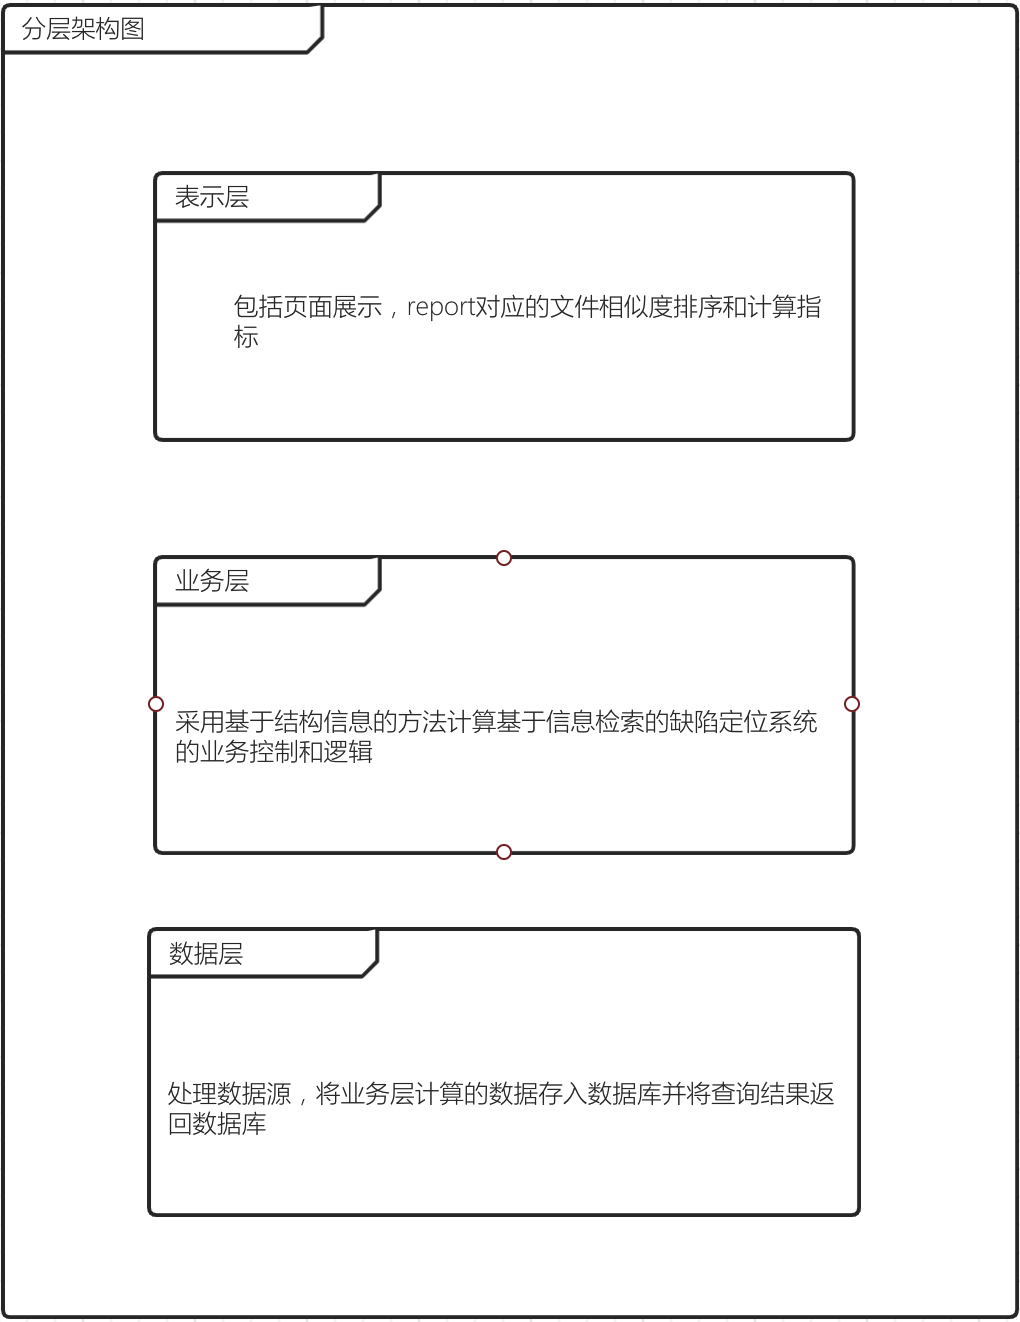 分层架构图
表示层
包括页面展示，report对应的文件相似度排序和计算指
标
业务层
采用基于结构信息的方法计算基于信息检索的缺陷定位系统
的业务控制和逻辑
数据层
处理数据源，将业务层计算的数据存入数据库并将查询结果返
回数据库